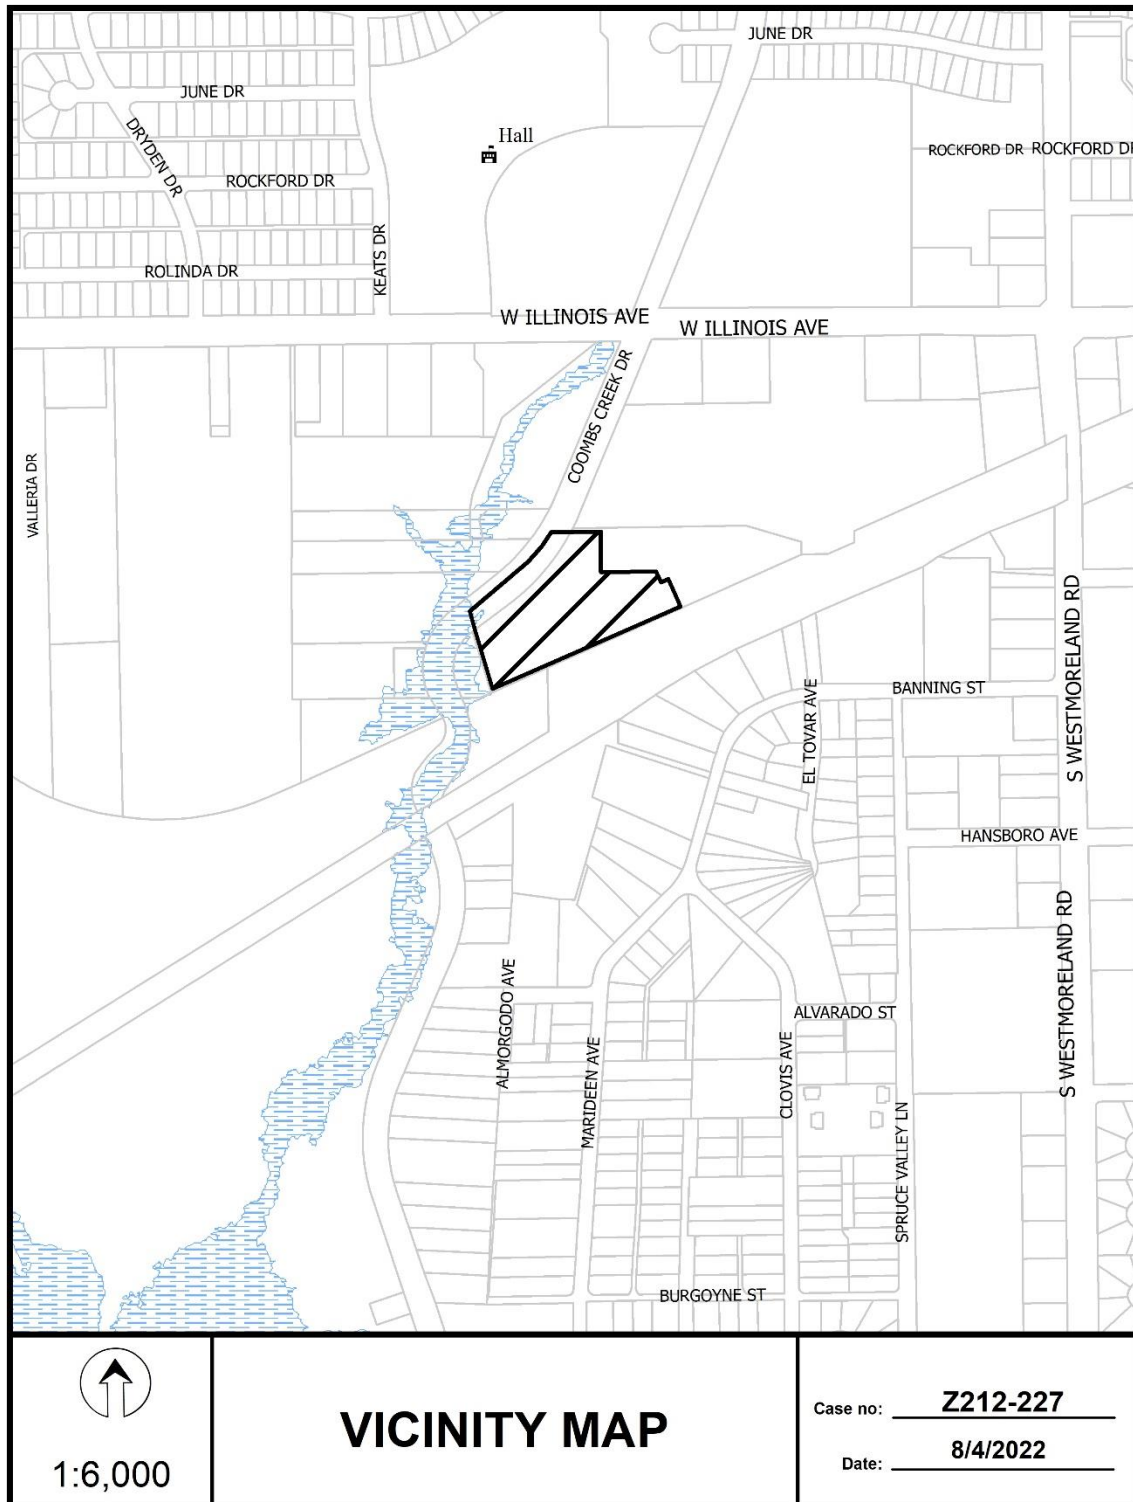 JUNE DR
JUNE DR
DRYDEN DR
Hall
ROCKFORD DR
ROCKFORD DR
ROCKFORD DR
KEATS DR
ROLINDA DR
W ILLINOIS AVE
W ILLINOIS AVE
COOMBS CREEK DR
VALLERIA DR
S WESTMORELAND RD
BANNING ST
EL TOVAR AVE
HANSBORO AVE
S WESTMORELAND RD
ALMORGODO AVE
ALVARADO ST
MARIDEEN AVE
CLOVIS AVE
SPRUCE VALLEY LN
BURGOYNE ST
1:6,000
VICINITY MAP
Case no: Z212-227
Date: 8/4/2022